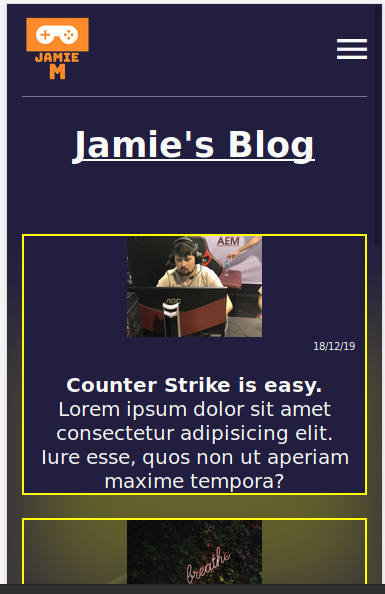 JAMIE
M
Jamie's Blog
AEM
AOC
18/12/19
Counter Strike is easy.
Lorem ipsum dolor sit amet
consectetur adipisicing elit.
Iure esse, quos non ut aperiam
maxime tempora?
breathe